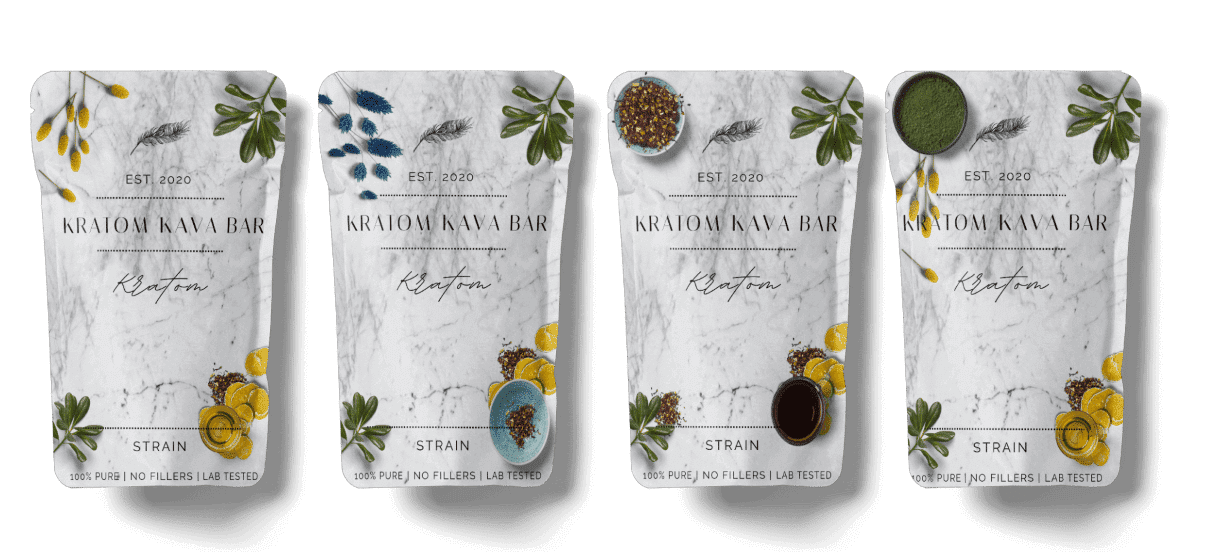 EST. 2020
KRATOM KAVA BAR
Kratom
STRAIN
100% PURE | NO FILLERS | LAB TESTED
EST. 2020
KRATOM KAVA BAR
Kratom
STRAIN
100% PURE | NO FILLERS | LAB TESTED
EST. 2020
KRATOM KAVA BAR
Kratom
STRAIN
100% PURE | NO FILLERS | LAB TESTED
EST. 2020
KRATOM KAVA BAR
Kratom
STRAIN
100% PURE | NO FILLERS | LAB TESTED